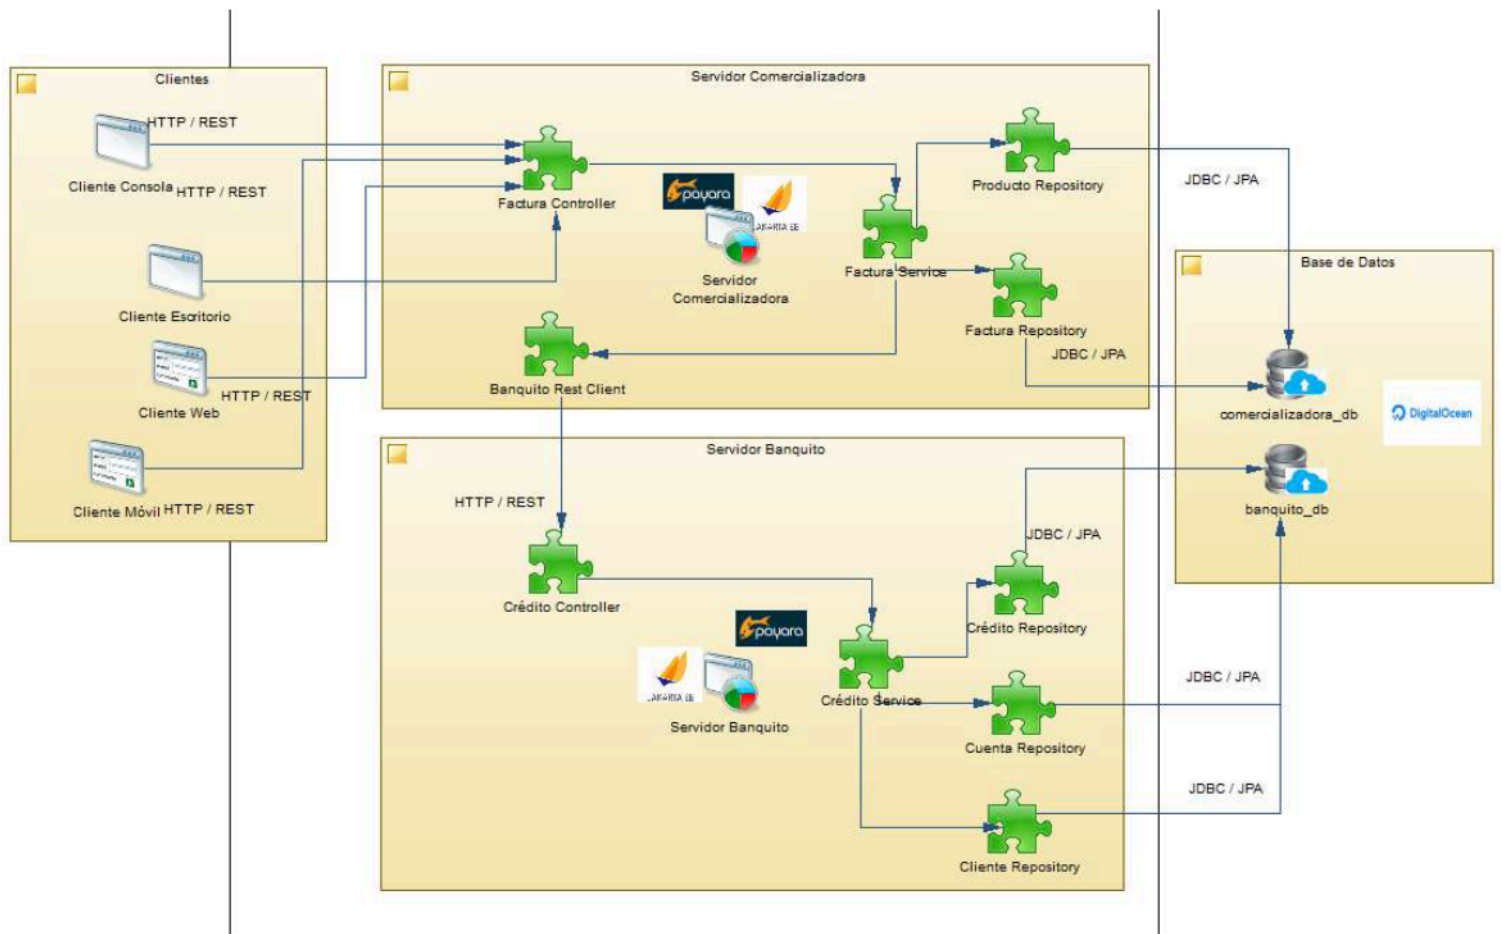 Clientes
HTTP / REST
Cliente Consola
HTTP / REST
Cliente Escritorio
Cliente Web
HTTP / REST
Cliente Móvil
HTTP / REST
Servidor Comercializadora
Factura Controller
payara
JAKARTA EE
Servidor
Comercializadora
Factura Service
Producto Repository
Factura Repository
Banquito Rest Client
JDBC / JPA
JDBC / JPA
HTTP / REST
Servidor Banquito
Crédito Controller
payara
JAKARTA EE
Servidor Banquito
Crédito Service
JDBC / JPA
Crédito Repository
Cuenta Repository
Cliente Repository
JDBC / JPA
JDBC / JPA
Base de Datos
comercializadora_db
DigitalOcean
banquito_db